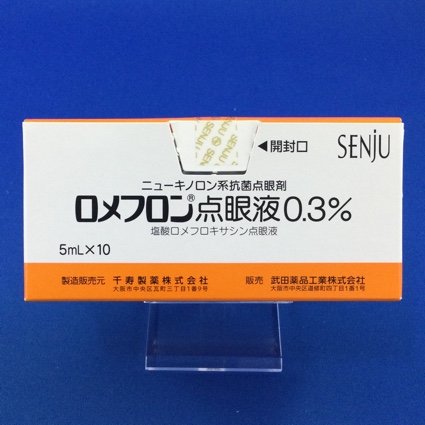 SENJU
◀開封口
SENJU
ニューキノロン系抗菌点眼剤
ロメフロン®点眼液0.3%
塩酸ロメフロキサシン点眼液
5mL×10
製造販売元 千寿製薬株式会社
大阪市中央区瓦町三丁目1番9号
販売 武田薬品工業株式会社
大阪市中央区道修町四丁目1番1号